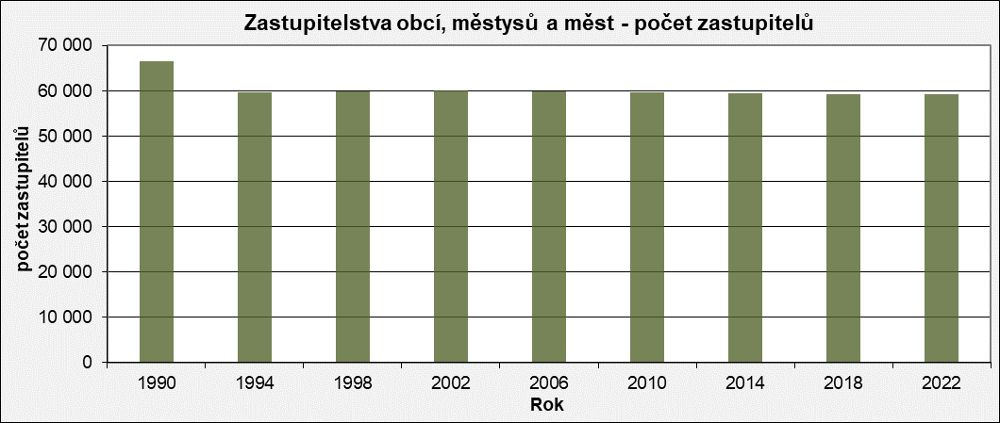 Zastupitelstva obcí, městysů a měst - počet zastupitelů
počet zastupitelů
70 000
60 000
50 000
40 000
30 000
20 000
10 000
0
1990 1994 1998 2002 2006 2010 2014 2018 2022
Rok